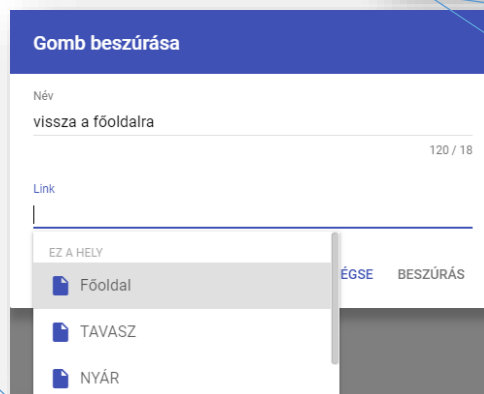 Gomb beszúrása
Név
vissza a főoldalra
120 / 18
Link
EZ A HELY
Főoldal
ÉGSE BESZÚRÁS
TAVASZ
NYÁR